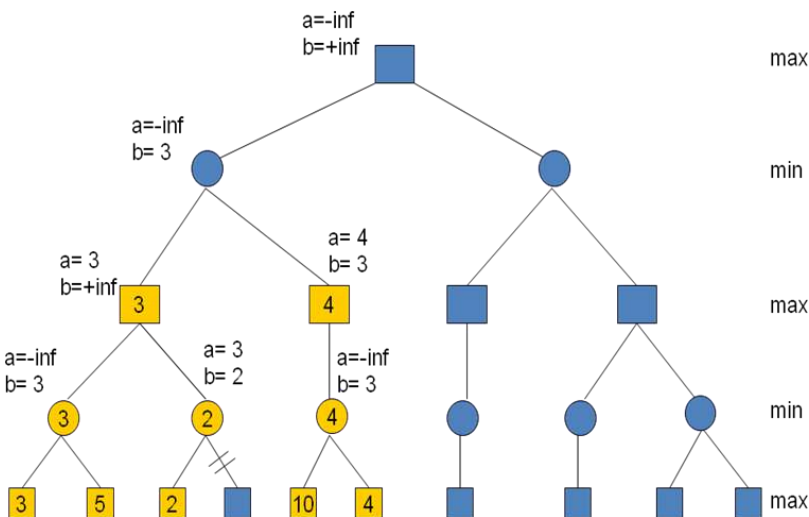 a=-inf
b=+inf
max
a=-inf
b= 3
min
a= 3
b=+inf
a= 4
b= 3
3
4
max
a=-inf
b= 3
a= 3
b= 2
a=-inf
b= 3
3
2
4
min
3
5
2
10
4
max